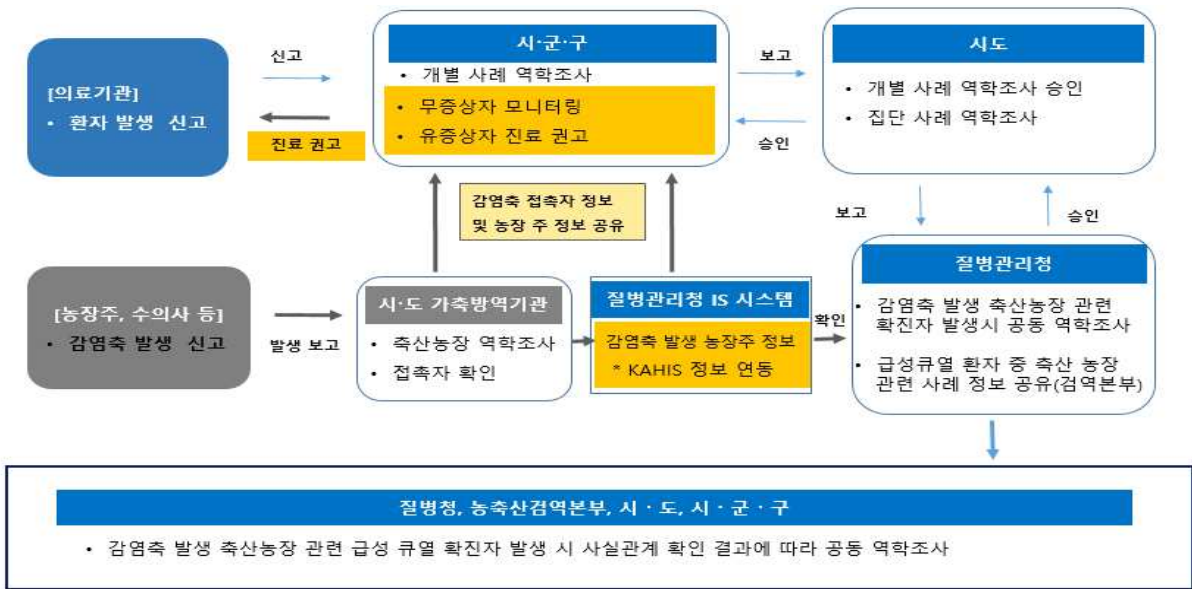 [의료기관]
• 환자 발생 신고
신고
진료 권고
시·군·구
• 개별 사례 역학조사
• 무증상자 모니터링
• 유증상자 진료 권고
보고
승인
시도
• 개별 사례 역학조사 승인
• 집단 사례 역학조사
감염축 접촉자 정보
및 농장 주 정보 공유
보고
승인
[농장주, 수의사 등]
• 감염축 발생 신고
발생 보고
시·도 가축방역기관
• 축산농장 역학조사
• 접촉자 확인
질병관리청 IS 시스템
감염축 발생 농장주 정보
* KAHIS 정보 연동
확인
질병관리청
• 감염축 발생 축산농장 관련
확진자 발생시 공동 역학조사
• 급성큐열 환자 중 축산 농장
관련 사례 정보 공유(검역본부)
질병청, 농축산검역본부, 시 · 도, 시 · 군 · 구
• 감염축 발생 축산농장 관련 급성 큐열 확진자 발생 시 사실관계 확인 결과에 따라 공동 역학조사